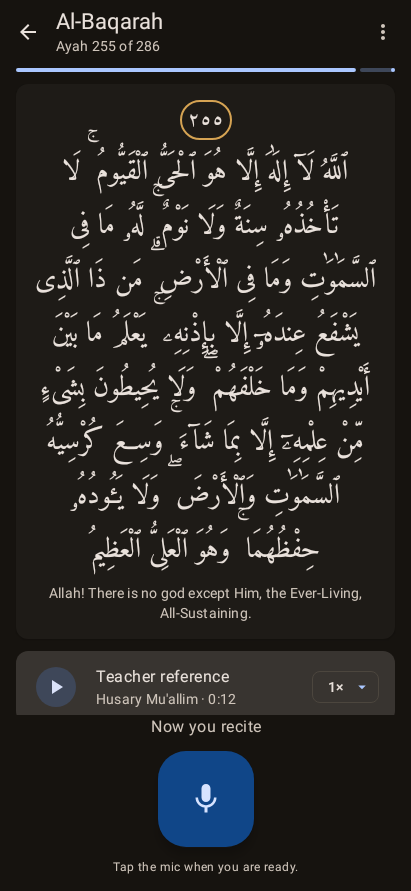 Al-Baqarah
Ayah 255 of 286
٢٥٥
ٱللَّهُ لَآ إِلَٰهَ إِلَّا هُوَ ٱلْحَىُّ ٱلْقَيُّومُ ۚ لَا
تَأْخُذُهُۥ سِنَةٌ وَلَا نَوْمٌ ۚ لَّهُۥ مَا فِى
ٱلسَّمَٰوَٰتِ وَمَا فِى ٱلْأَرْضِ ۗ مَن ذَا ٱلَّذِى
يَشْفَعُ عِندَهُۥٓ إِلَّا بِإِذْنِهِۦ ۚ يَعْلَمُ مَا بَيْنَ
أَيْدِيهِمْ وَمَا خَلْفَهُمْ ۖ وَلَا يُحِيطُونَ بِشَىْءٍ
مِّنْ عِلْمِهِۦٓ إِلَّا بِمَا شَآءَ ۚ وَسِعَ كُرْسِيُّهُ
ٱلسَّمَٰوَٰتِ وَٱلْأَرْضَ ۖ وَلَا يَـُٔودُهُۥ
حِفْظُهُمَا ۚ وَهُوَ ٱلْعَلِىُّ ٱلْعَظِيمُ
Allah! There is no god except Him, the Ever-Living,
All-Sustaining.
Teacher reference
Husary Mu'allim · 0:12
1×
Now you recite
Tap the mic when you are ready.